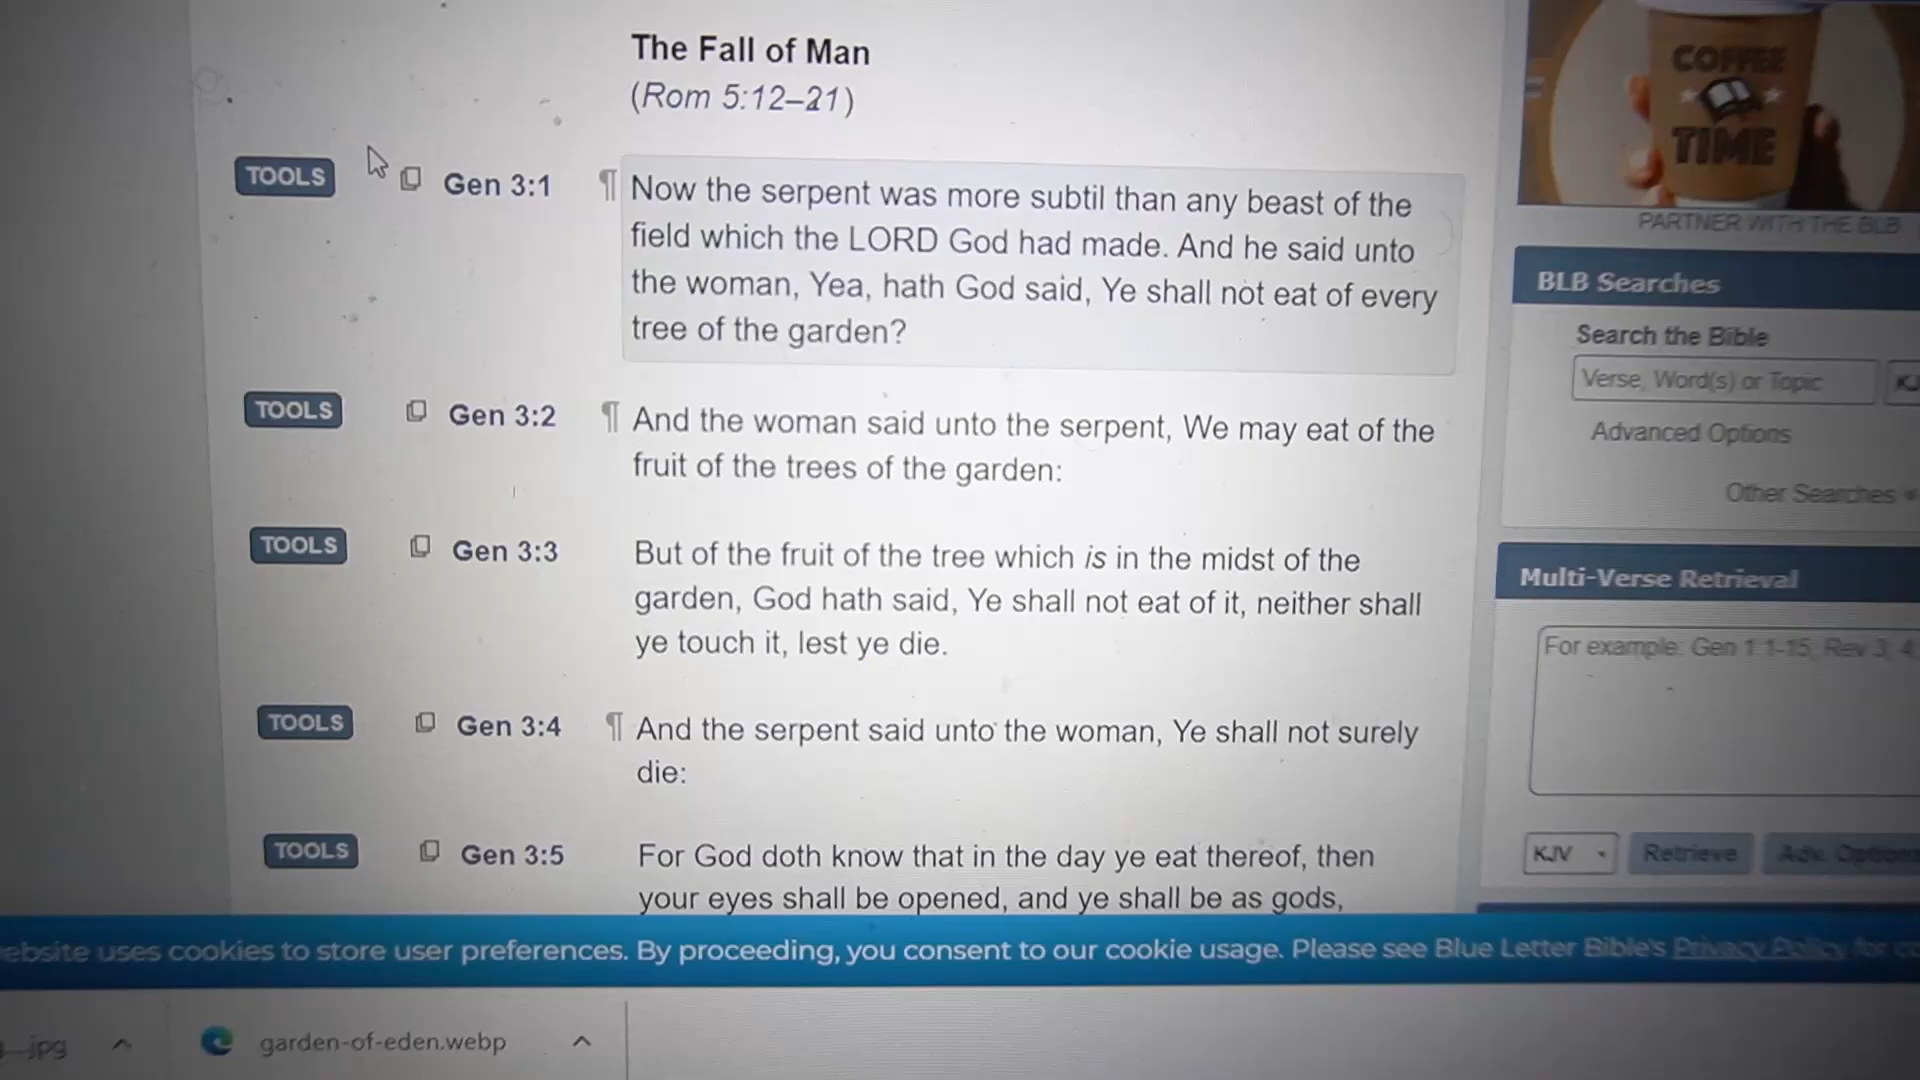 The Fall of Man
(Rom 5:12–21)
TOOLS
Gen 3:1
¶ Now the serpent was more subtil than any beast of the
field which the LORD God had made. And he said unto
the woman, Yea, hath God said, Ye shall not eat of every
tree of the garden?
TOOLS
Gen 3:2
¶ And the woman said unto the serpent, We may eat of the
fruit of the trees of the garden:
TOOLS
Gen 3:3
But of the fruit of the tree which is in the midst of the
garden, God hath said, Ye shall not eat of it, neither shall
ye touch it, lest ye die.
TOOLS
Gen 3:4
¶ And the serpent said unto the woman, Ye shall not surely
die:
TOOLS
Gen 3:5
For God doth know that in the day ye eat thereof, then
your eyes shall be opened, and ye shall be as gods,
COFFEE
TIME
PARTNER WITH THE BLB
BLB Searches
Search the Bible
Verse, Word(s) or Topic
KJ
Advanced Options
Other Searches
Multi-Verse Retrieval
For example: Gen 1:1-15; Rev 3; 4
KJV
Retrieve
Adv. Options
ebsite uses cookies to store user preferences. By proceeding, you consent to our cookie usage. Please see Blue Letter Bible's Privacy Policy for
...jpg
garden-of-eden.webp